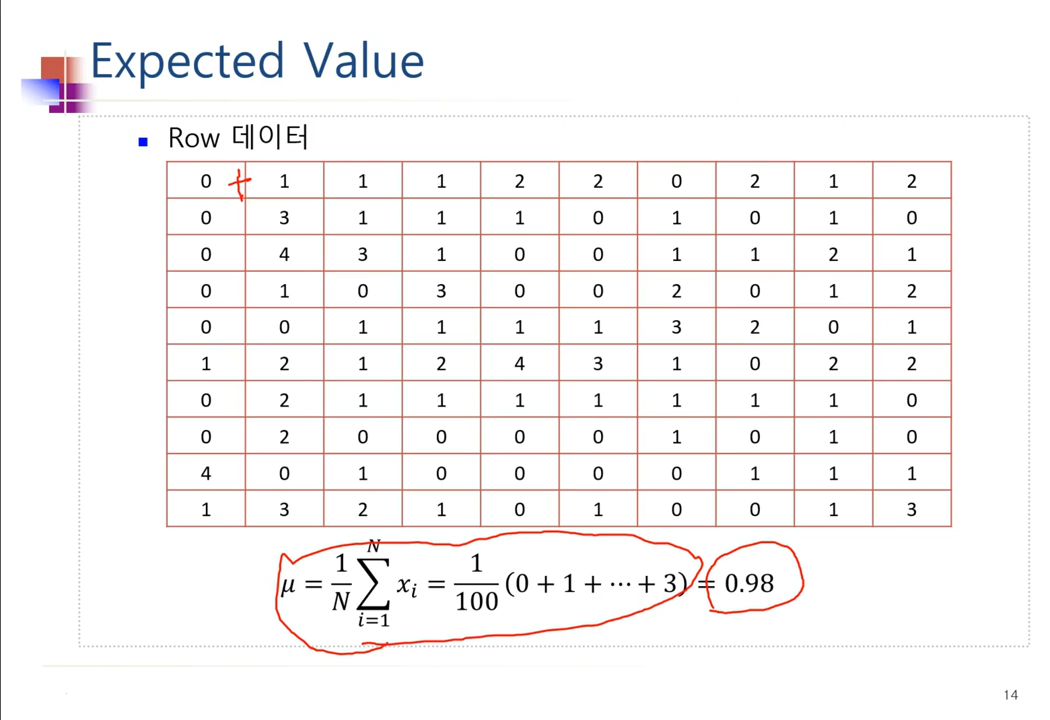 Expected Value
Row 데이터
0 + 1 1 1 2 2 0 2 1 2
0 3 1 1 1 0 1 0 1 0
0 4 3 1 0 0 1 1 2 1
0 1 0 3 0 0 2 0 1 2
0 0 1 1 1 1 3 2 0 1
1 2 1 2 4 3 1 0 2 2
0 2 1 1 1 1 1 1 1 0
0 2 0 0 0 0 1 0 1 0
4 0 1 0 0 0 0 1 1 1
1 3 2 1 0 1 0 0 1 3
μ = 1/N ∑_{i=1}^{N} x_i = 1/100 (0 + 1 + ⋯ + 3) = 0.98
14